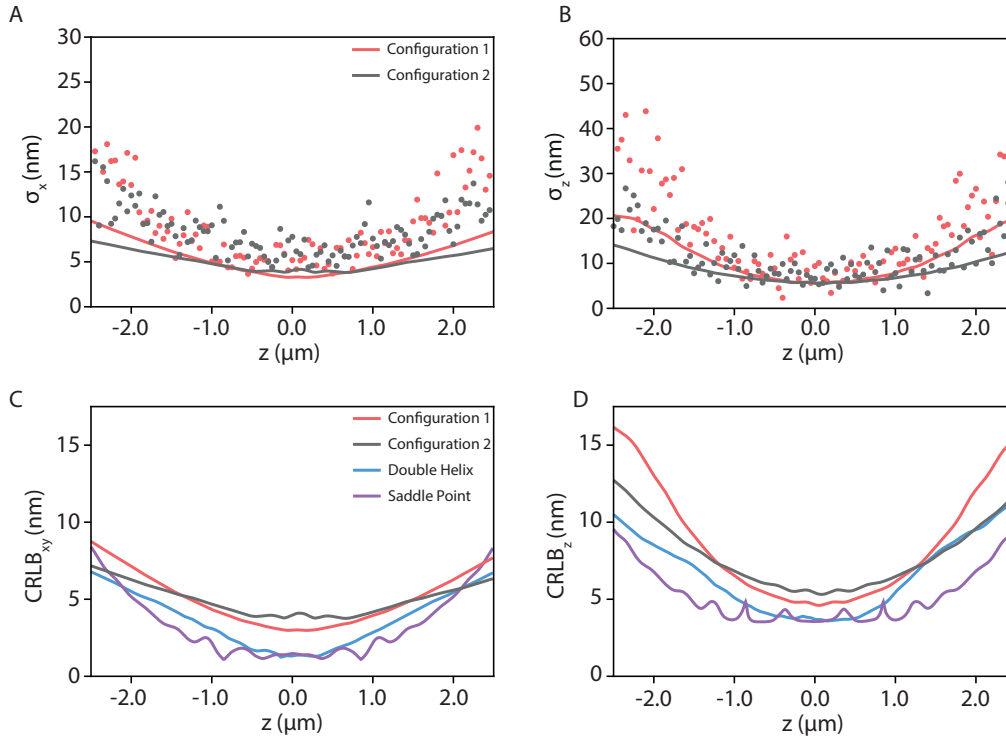 A
30
25
20
15
10
5
0
σx (nm)
Configuration 1
Configuration 2
-2.0 -1.0 0.0 1.0 2.0
z (μm)
B
60
50
40
30
20
10
0
σz (nm)
-2.0 -1.0 0.0 1.0 2.0
z (μm)
C
15
10
5
0
CRLBxy (nm)
Configuration 1
Configuration 2
Double Helix
Saddle Point
-2.0 -1.0 0.0 1.0 2.0
z (μm)
D
15
10
5
0
CRLBz (nm)
-2.0 -1.0 0.0 1.0 2.0
z (μm)